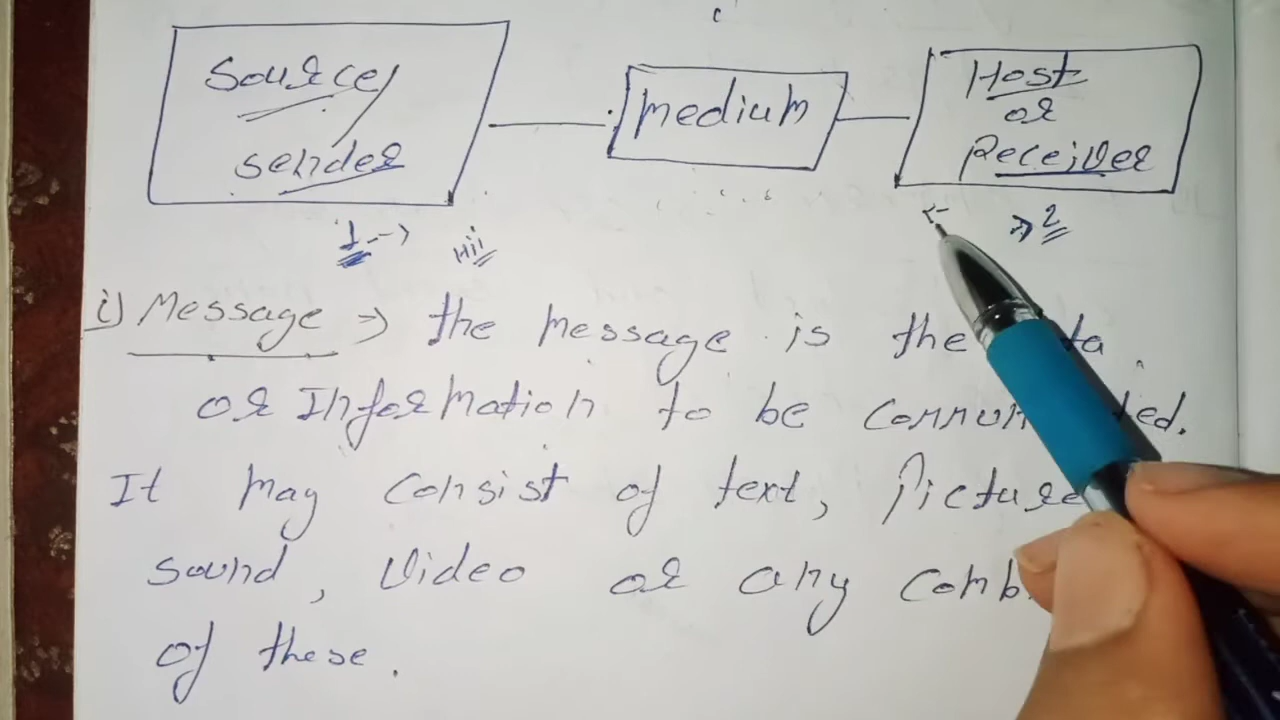 Source/
sender
medium
Host
or
Receiver
1 -->
Hii
2
i) Message => the message is the
or Information to be
It may consist of text,
sound, video or any
of these.